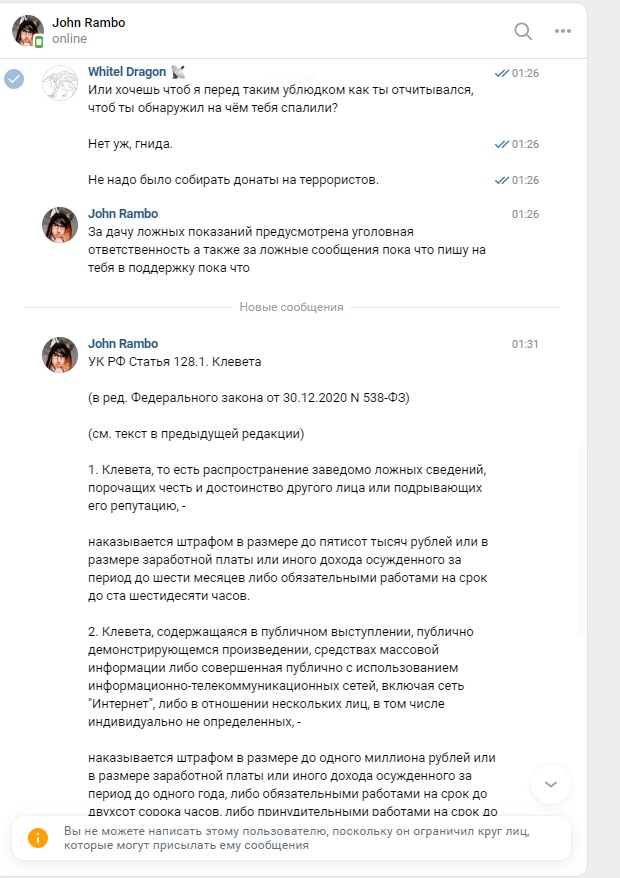 John Rambo
online
Whitel Dragon
01:26
Или хочешь чтоб я перед таким ублюдком как ты отчитывался,
чтоб ты обнаружил на чём тебя спалили?
Нет уж, гнида.
01:26
Не надо было собирать донаты на террористов.
01:26
John Rambo
01:26
За дачу ложных показаний предусмотрена уголовная
ответственность а также за ложные сообщения пока что пишу на
тебя в поддержку пока что
Новые сообщения
John Rambo
01:31
УК РФ Статья 128.1. Клевета
(в ред. Федерального закона от 30.12.2020 N 538-ФЗ)
(см. текст в предыдущей редакции)
1. Клевета, то есть распространение заведомо ложных сведений,
порочащих честь и достоинство другого лица или подрывающих
его репутацию, -
наказывается штрафом в размере до пятисот тысяч рублей или в
размере заработной платы или иного дохода осужденного за
период до шести месяцев либо обязательными работами на срок
до ста шестидесяти часов.
2. Клевета, содержащаяся в публичном выступлении, публично
демонстрирующемся произведении, средствах массовой
информации либо совершенная публично с использованием
информационно-телекоммуникационных сетей, включая сеть
"Интернет", либо в отношении нескольких лиц, в том числе
индивидуально не определенных, -
наказывается штрафом в размере до одного миллиона рублей или
в размере заработной платы или иного дохода осужденного за
период до одного года, либо обязательными работами на срок до
двухсот сорока часов, либо принудительными работами на срок до
Вы не можете написать этому пользователю, поскольку он ограничил круг лиц,
которые могут присылать ему сообщения